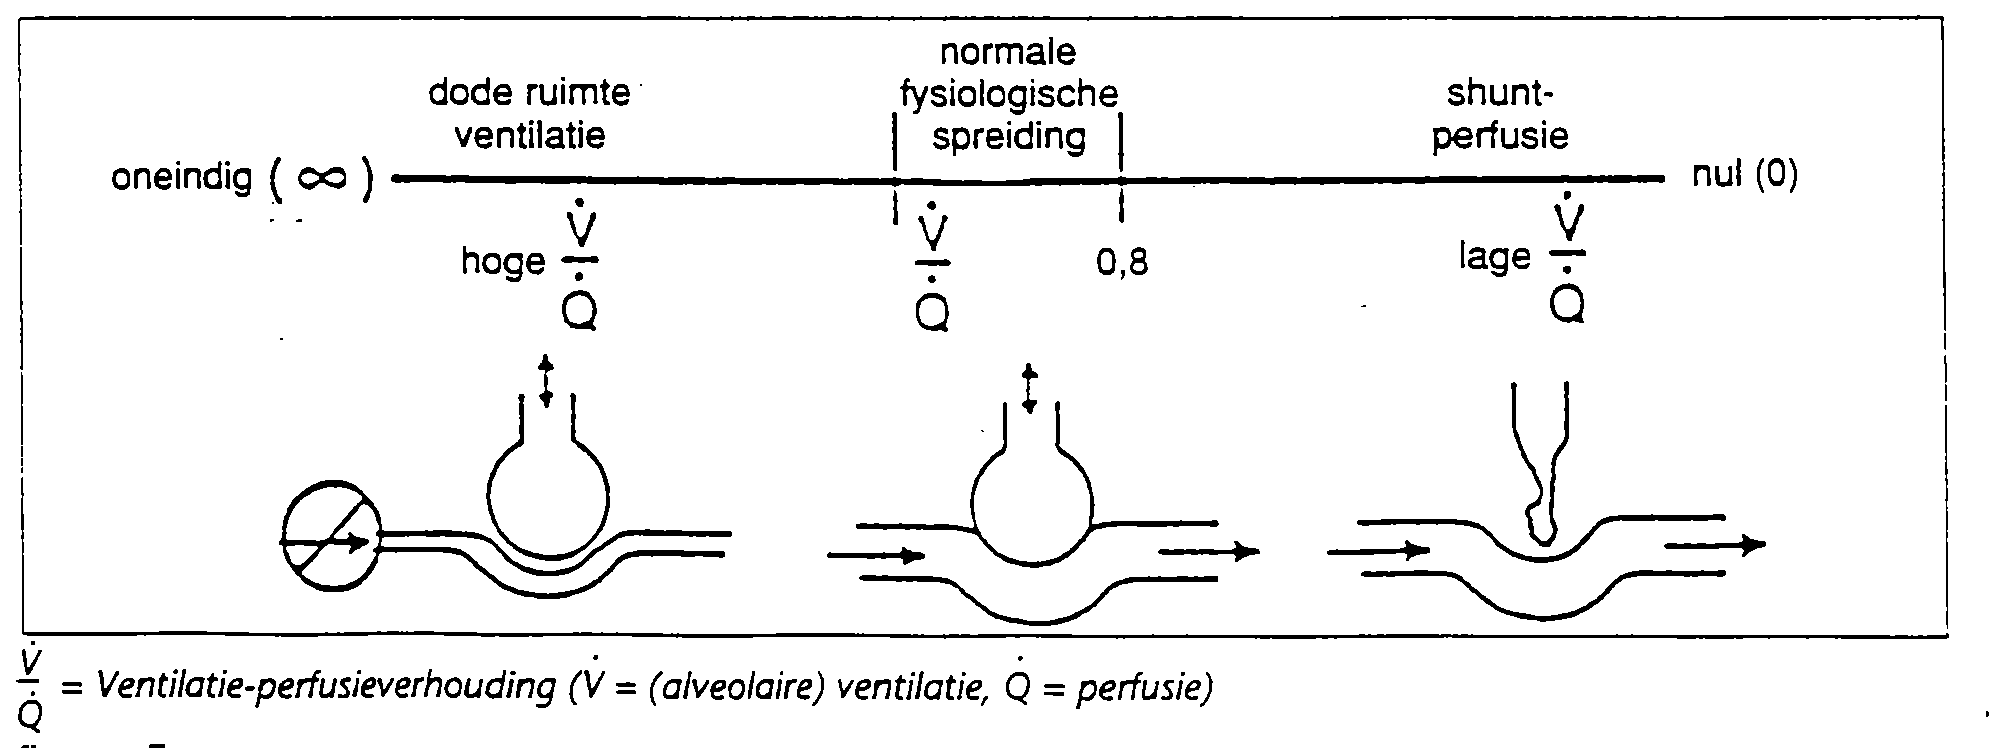 normale
dode ruimte fysiologische shunt-
ventilatie spreiding perfusie
oneindig (∞) nul (0)
hoge V̇/Q̇ V̇/Q̇ 0,8 lage V̇/Q̇
V̇/Q̇ = Ventilatie-perfusieverhouding (V̇ = (alveolaire) ventilatie, Q̇ = perfusie)